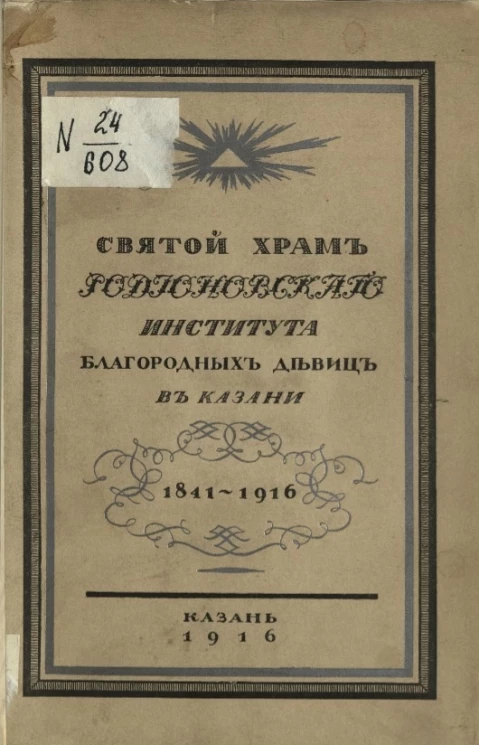 N 24
608
СВЯТОЙ ХРАМЪ
РОДІОНОВСКАГО
ИНСТИТУТА
БЛАГОРОДНЫХЪ ДѢВИЦЪ
ВЪ КАЗАНИ
1841~1916
КАЗАНЬ
1916